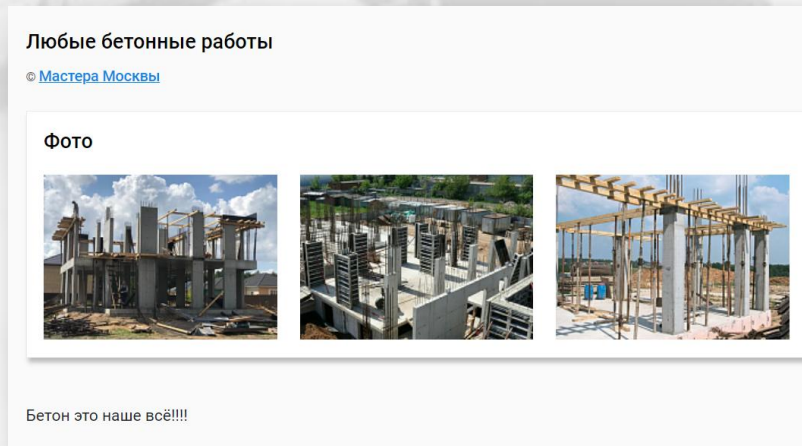 Любые бетонные работы
© Мастера Москвы
Фото
Бетон это наше всё!!!!